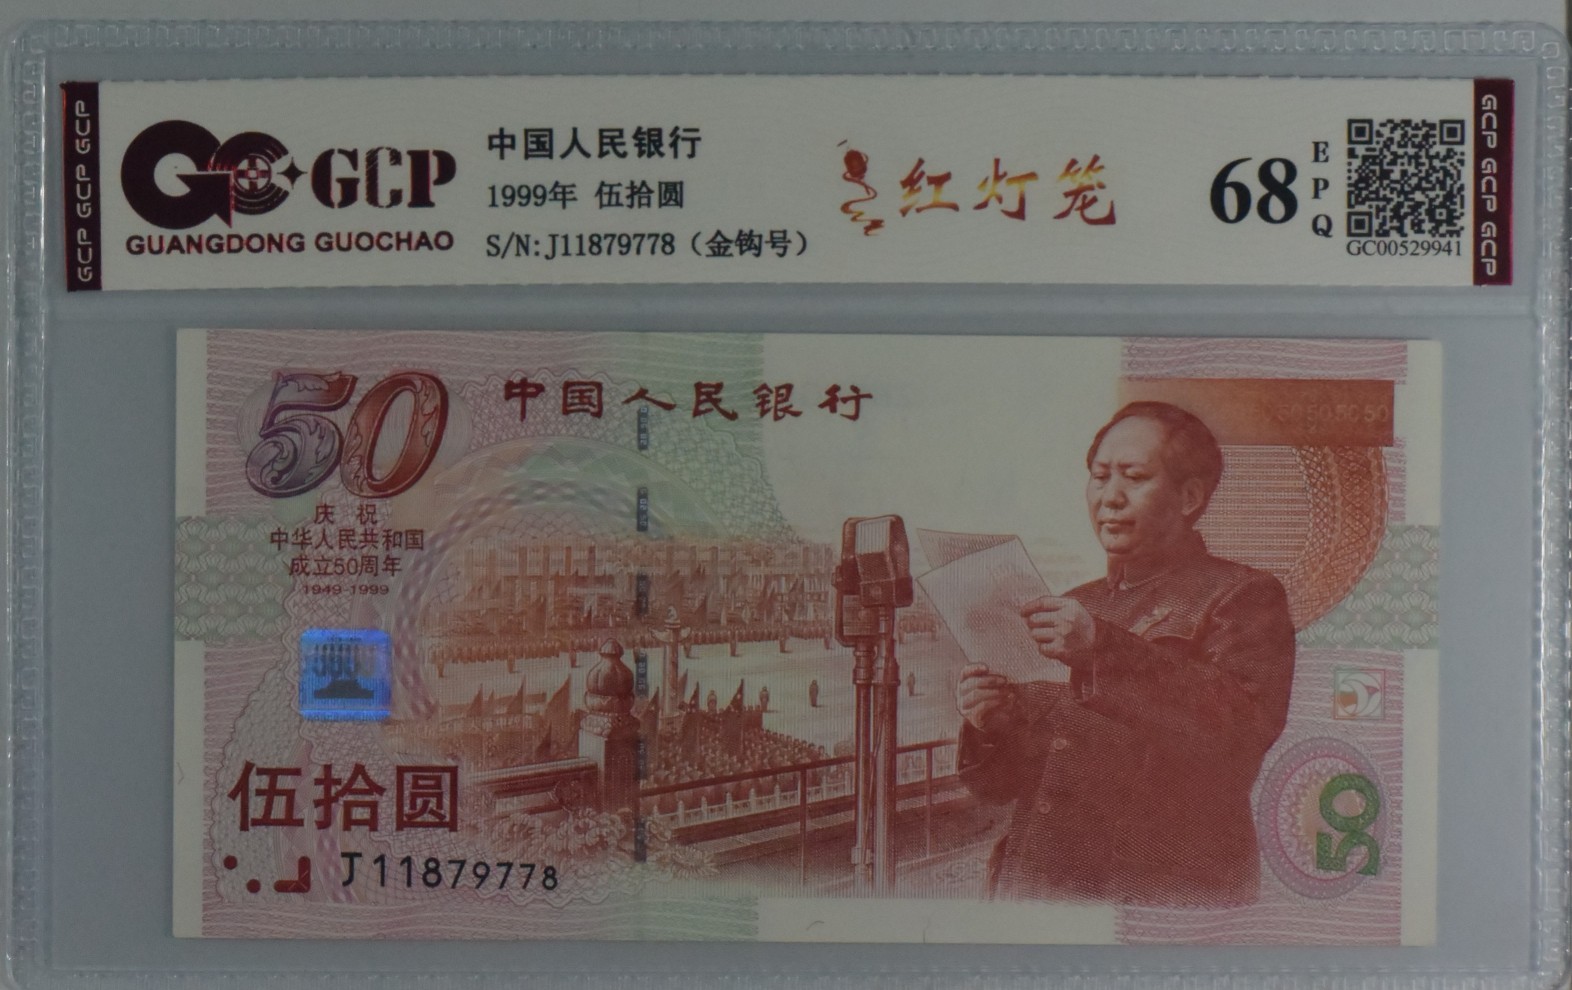 GCP GCP GCP
GCP
GUANGDONG GUOCHAO
中国人民银行
1999年 伍拾圆
S/N:J11879778（金钩号）
红灯笼
68
EPQ
GC00529941
GCP GCP GCP
50
中国人民银行
庆祝
中华人民共和国
成立50周年
1949-1999
伍拾圆
J11879778
50505050
50